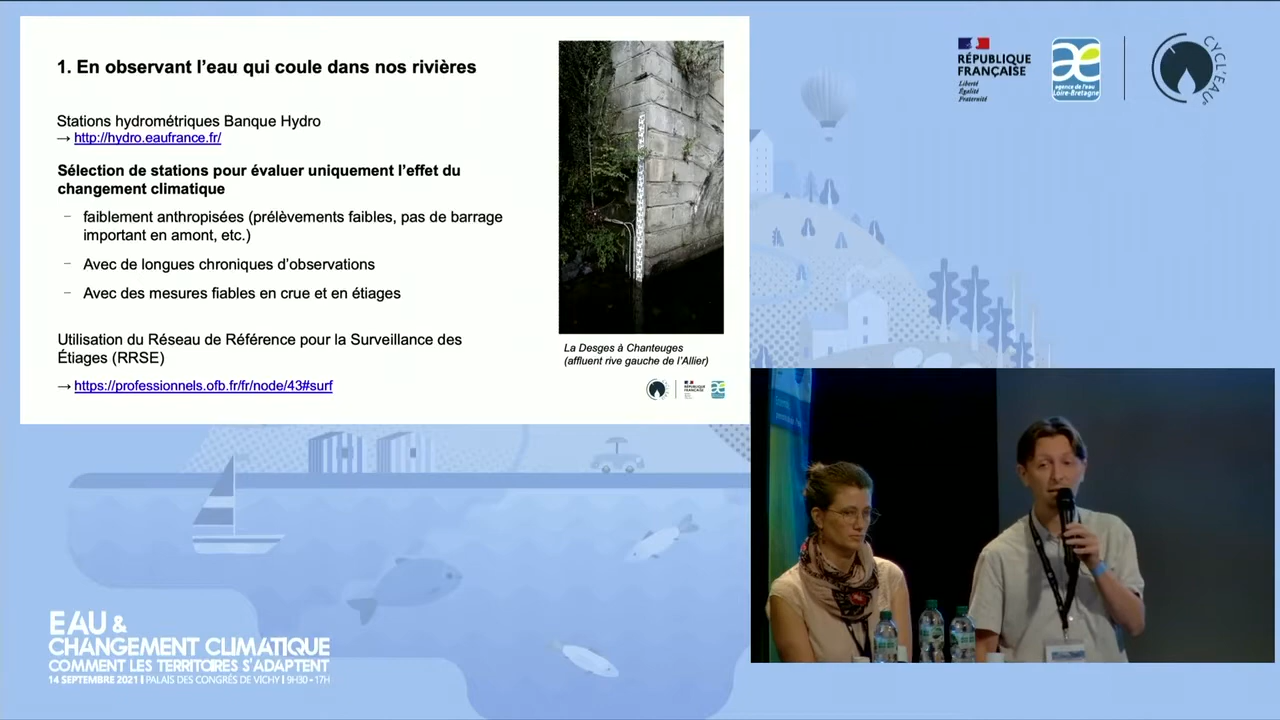 1. En observant l'eau qui coule dans nos rivières
Stations hydrométriques Banque Hydro
→ http://hydro.eaufrance.fr/
Sélection de stations pour évaluer uniquement l'effet du
changement climatique
– faiblement anthropisées (prélèvements faibles, pas de barrage
important en amont, etc.)
– Avec de longues chroniques d'observations
– Avec des mesures fiables en crue et en étiages
Utilisation du Réseau de Référence pour la Surveillance des
Étiages (RRSE)
→ https://professionnels.ofb.fr/fr/node/43#surf
La Desges à Chanteuges
(affluent rive gauche de l'Allier)
RÉPUBLIQUE
FRANÇAISE
Liberté
Égalité
Fraternité
agence de l'eau
Loire-Bretagne
CYCL'EAU
EAU &
CHANGEMENT CLIMATIQUE
COMMENT LES TERRITOIRES S'ADAPTENT
14 SEPTEMBRE 2021 | PALAIS DES CONGRÉS DE VICHY | 9H30 - 17H